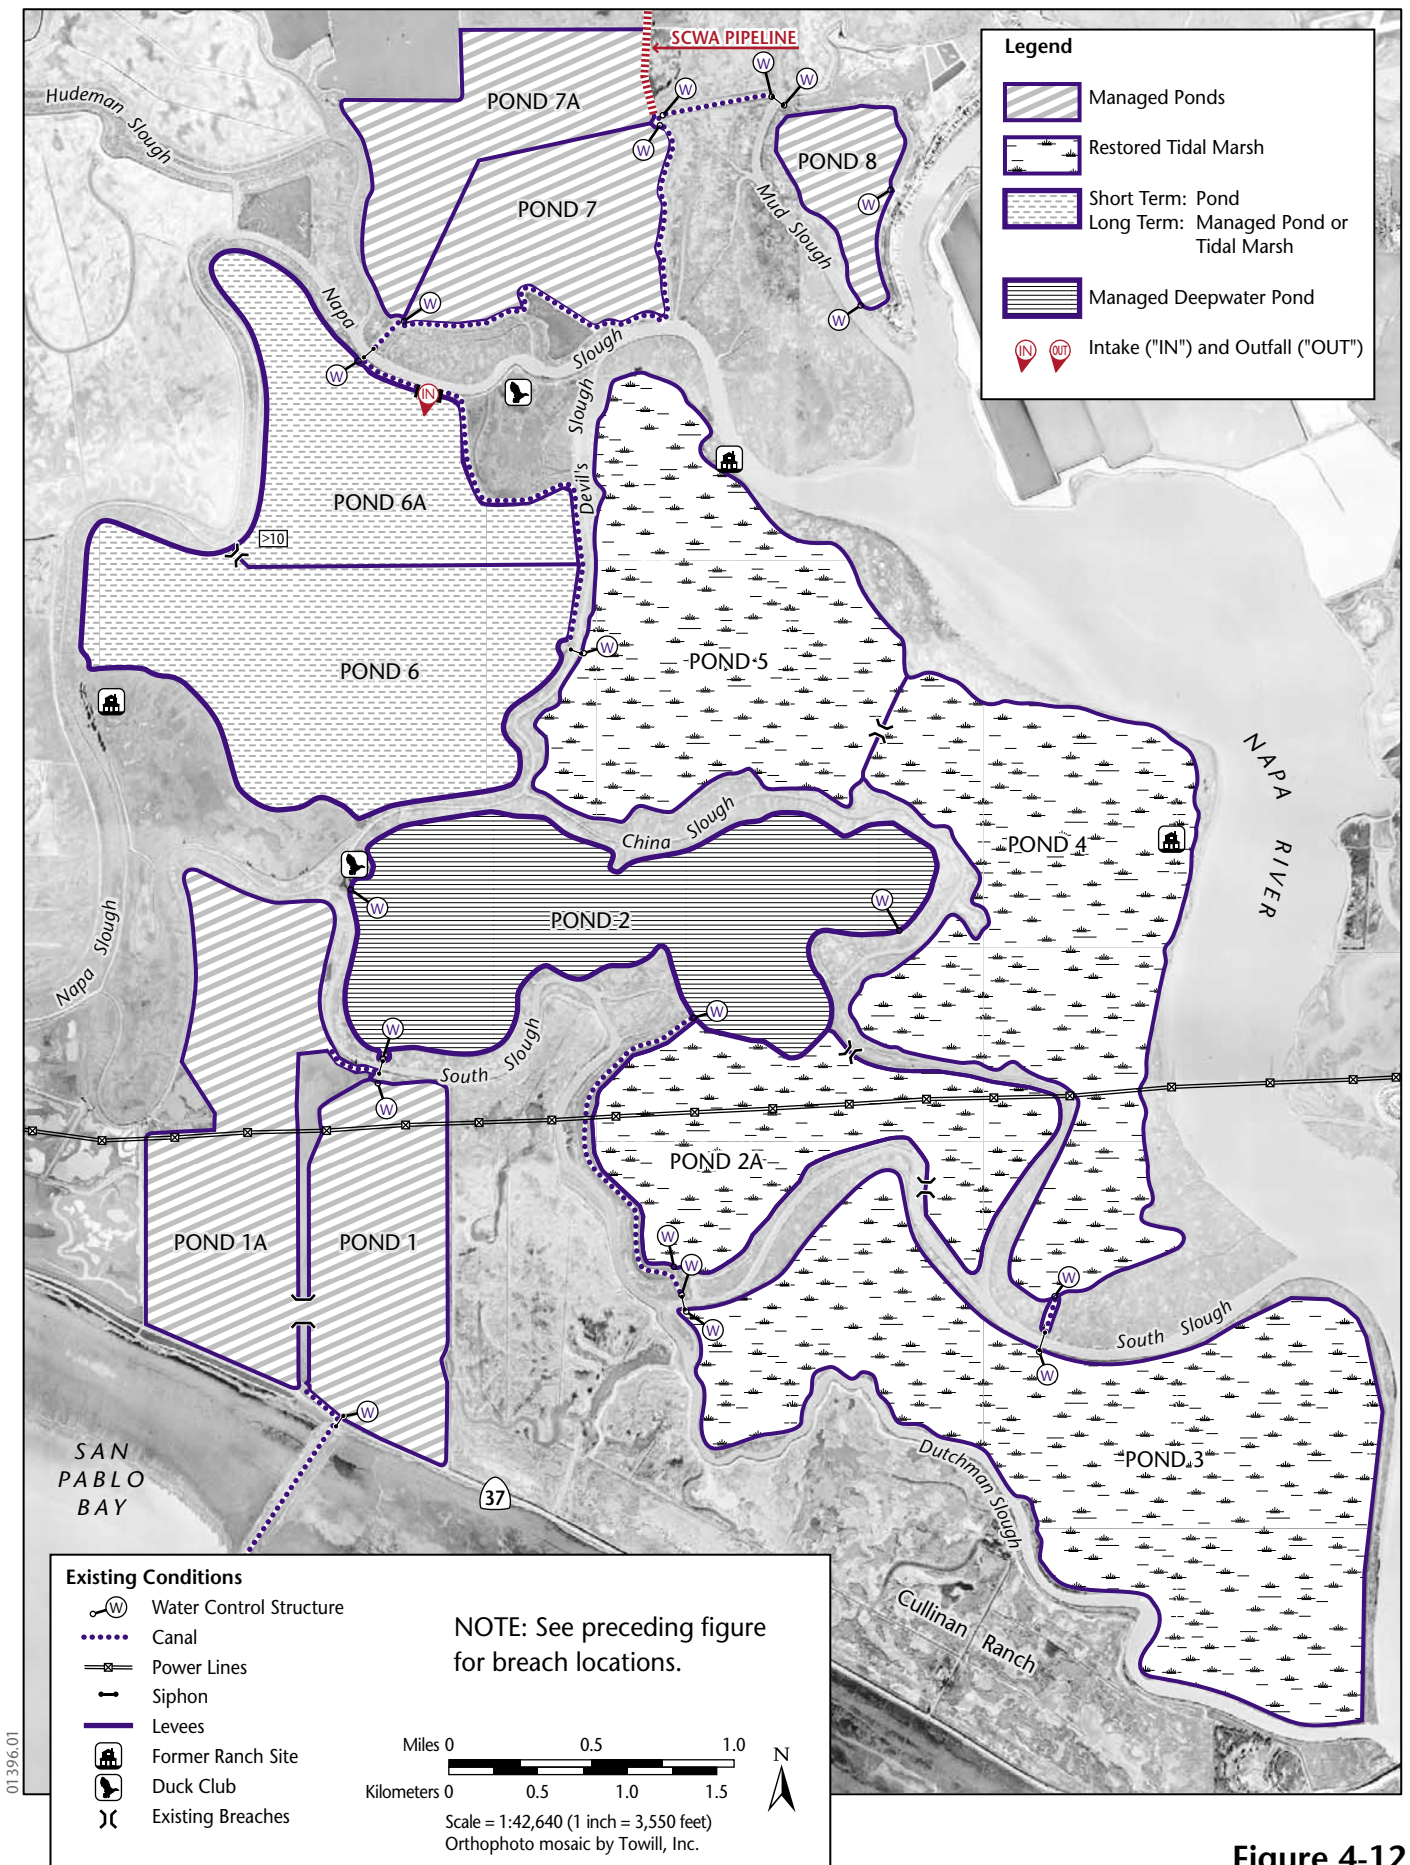 SCWA PIPELINE
Legend
Managed Ponds
Restored Tidal Marsh
Short Term: Pond
Long Term: Managed Pond or
Tidal Marsh
Managed Deepwater Pond
IN
OUT
Intake ("IN") and Outfall ("OUT")
Hudeman Slough
POND 7A
W
W
W
W
POND 8
POND 7
W
Mud Slough
Napa
W
W
Slough
W
IN
Devil's Slough
POND 6A
>10
POND 6
W
POND 5
NAPA RIVER
China Slough
POND 4
Napa Slough
W
POND 2
W
W
W
South Slough
W
POND 2A
POND 1A
POND 1
W
W
W
W
W
South Slough
W
SAN
PABLO
BAY
37
Dutchman Slough
POND 3
Cullinan Ranch
Existing Conditions
W
Water Control Structure
Canal
Power Lines
Siphon
Levees
Former Ranch Site
Duck Club
Existing Breaches
NOTE: See preceding figure
for breach locations.
Miles 0 0.5 1.0
Kilometers 0 0.5 1.0 1.5
N
Scale = 1:42,640 (1 inch = 3,550 feet)
Orthophoto mosaic by Towill, Inc.
01396.01
Figure 4-12